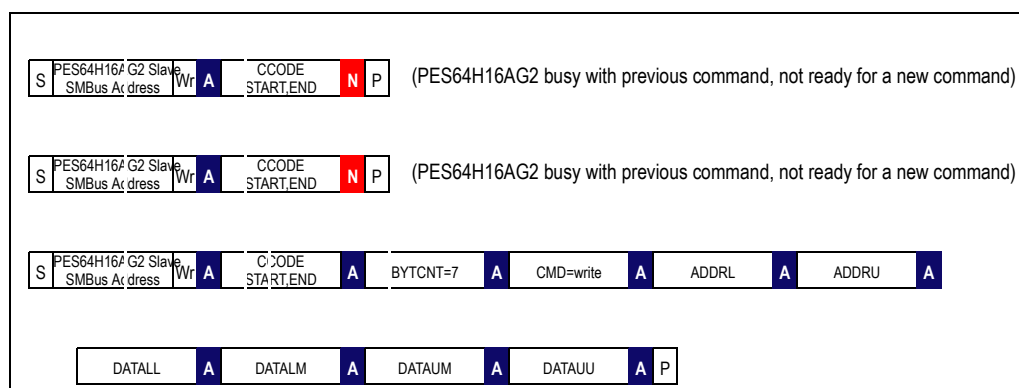 S PES64H16AG2 Slave SMBus Address Wr A CCODE START,END N P (PES64H16AG2 busy with previous command, not ready for a new command)
S PES64H16AG2 Slave SMBus Address Wr A CCODE START,END N P (PES64H16AG2 busy with previous command, not ready for a new command)
S PES64H16AG2 Slave SMBus Address Wr A CCODE START,END A BYTCNT=7 A CMD=write A ADDRL A ADDRU A
DATALL A DATALM A DATAUM A DATAUU A P